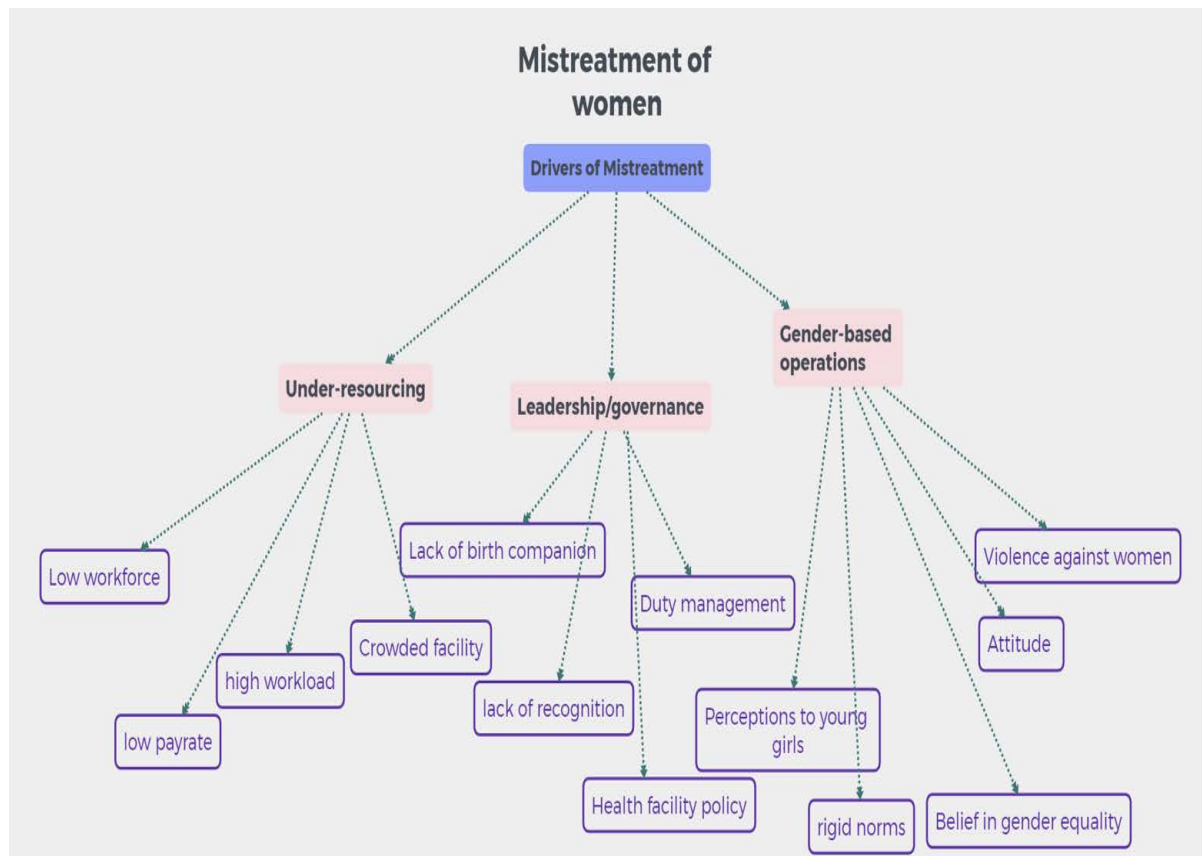 Mistreatment of
women
Drivers of Mistreatment
Gender-based
operations
Under-resourcing
Leadership/governance
Lack of birth companion
Violence against women
Low workforce
Duty management
Crowded facility
Attitude
high workload
lack of recognition
Perceptions to young
girls
low payrate
Health facility policy
rigid norms
Belief in gender equality